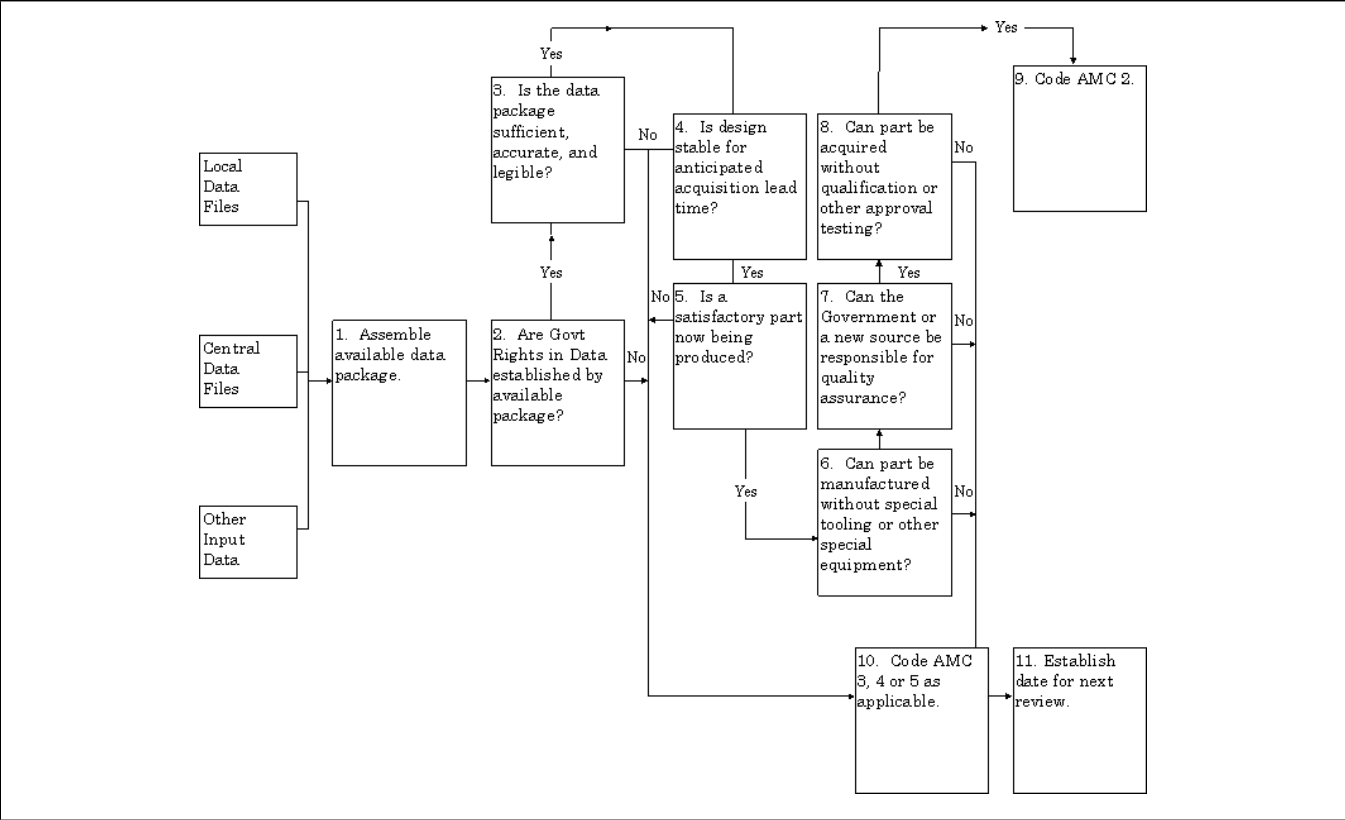 Local
Data
Files
Central
Data
Files
Other
Input
Data
1. Assemble
available data
package.
2. Are Govt
Rights in Data
established by
available
package?
No
Yes
3. Is the data
package
sufficient,
accurate, and
legible?
Yes
No
4. Is design
stable for
anticipated
acquisition lead
time?
Yes
No
5. Is a
satisfactory part
now being
produced?
Yes
6. Can part be
manufactured
without special
tooling or other
special
equipment?
No
7. Can the
Government or
a new source be
responsible for
quality
assurance?
No
Yes
8. Can part be
acquired
without
qualification or
other approval
testing?
No
Yes
9. Code AMC 2.
10. Code AMC
3, 4 or 5 as
applicable.
11. Establish
date for next
review.